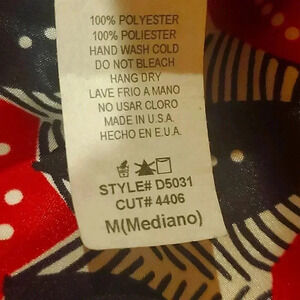 100% POLYESTER
100% POLIESTER
HAND WASH COLD
DO NOT BLEACH
HANG DRY
LAVE FRIO A MANO
NO USAR CLORO
MADE IN U.S.A.
HECHO EN E.U.A.
STYLE# D5031
CUT# 4406
M(Mediano)